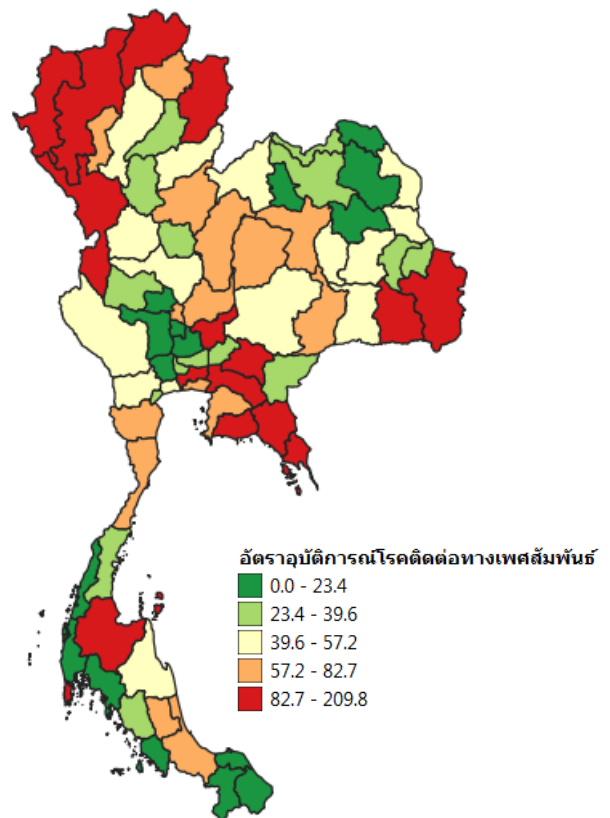 อัตราอุบัติการณ์โรคติดต่อทางเพศสัมพันธ์
0.0 - 23.4
23.4 - 39.6
39.6 - 57.2
57.2 - 82.7
82.7 - 209.8